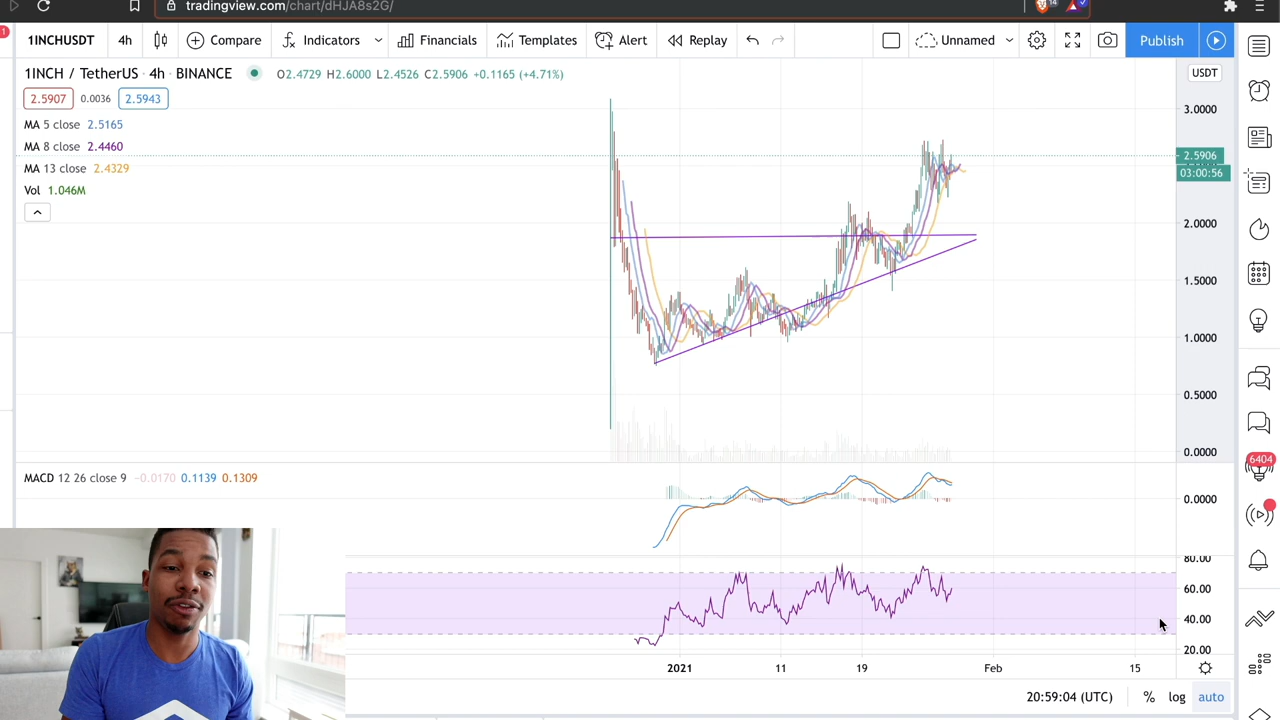 tradingview.com/chart/dHJA8s2G/
14
1INCHUSDT 4h Compare Indicators Financials Templates Alert Replay Unnamed Publish
1INCH / TetherUS · 4h · BINANCE O2.4729 H2.6000 L2.4526 C2.5906 +0.1165 (+4.71%)
USDT
2.5907 0.0036 2.5943
3.0000
MA 5 close 2.5165
MA 8 close 2.4460
2.5906
MA 13 close 2.4329
03:00:56
Vol 1.046M
2.0000
1.5000
1.0000
0.5000
0.0000
6404
MACD 12 26 close 9 −0.0170 0.1139 0.1309
0.0000
80.00
60.00
40.00
20.00
2021 11 19 Feb 15
20:59:04 (UTC) % log auto